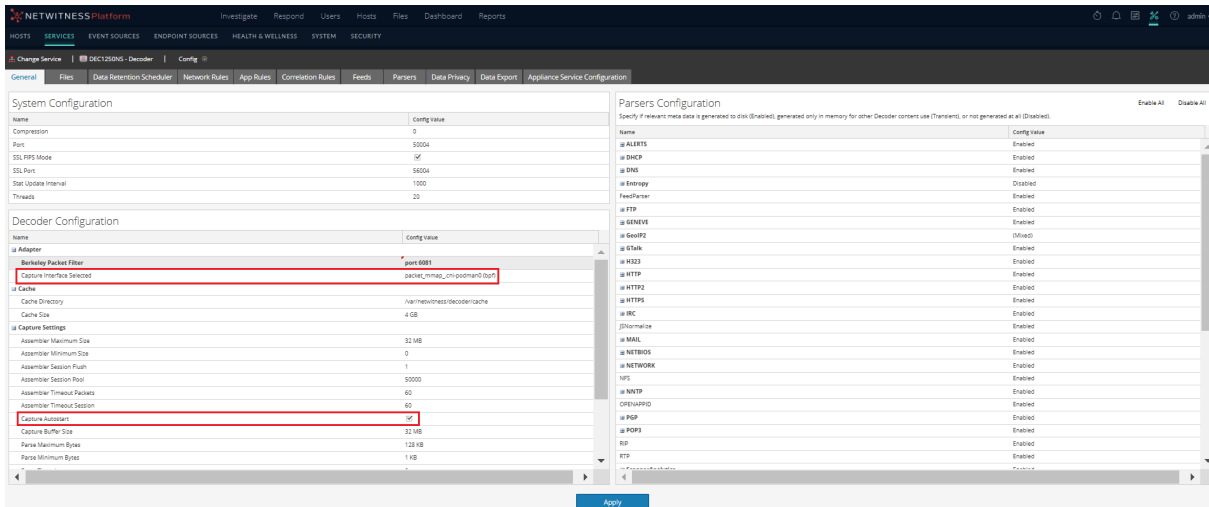 NETWITNESS Platform Investigate Respond Users Hosts Files Dashboard Reports admin
HOSTS SERVICES EVENT SOURCES ENDPOINT SOURCES HEALTH & WELLNESS SYSTEM SECURITY
Change Service | DEC1250NS - Decoder | Config
General Files Data Retention Scheduler Network Rules App Rules Correlation Rules Feeds Parsers Data Privacy Data Export Appliance Service Configuration
System Configuration
Name Config Value
Compression 0
Port 50004
SSL FIPS Mode
SSL Port 56004
Stat Update Interval 1000
Threads 20
Decoder Configuration
Name Config Value
Adapter
Berkeley Packet Filter port 6081
Capture Interface Selected packet_mmap_,cni-podman0 (bpf)
Cache
Cache Directory /var/netwitness/decoder/cache
Cache Size 4 GB
Capture Settings
Assembler Maximum Size 32 MB
Assembler Minimum Size 0
Assembler Session Flush 1
Assembler Session Pool 50000
Assembler Timeout Packets 60
Assembler Timeout Session 60
Capture Autostart
Capture Buffer Size 32 MB
Parse Maximum Bytes 128 KB
Parse Minimum Bytes 1 KB
Parsers Configuration Enable All Disable All
Specify if relevant meta data is generated to disk (Enabled), generated only in memory for other Decoder content use (Transient), or not generated at all (Disabled).
Name Config Value
ALERTS Enabled
DHCP Enabled
DNS Enabled
Entropy Disabled
FeedParser Enabled
FTP Enabled
GENEVE Enabled
GeoIP2 (Mixed)
GTalk Enabled
H323 Enabled
HTTP Enabled
HTTP2 Enabled
HTTPS Enabled
IRC Enabled
JSNormalize Enabled
MAIL Enabled
NETBIOS Enabled
NETWORK Enabled
NFS Enabled
NNTP Enabled
OPENAPPID Enabled
PGP Enabled
POP3 Enabled
RIP Enabled
RTP Enabled
Apply